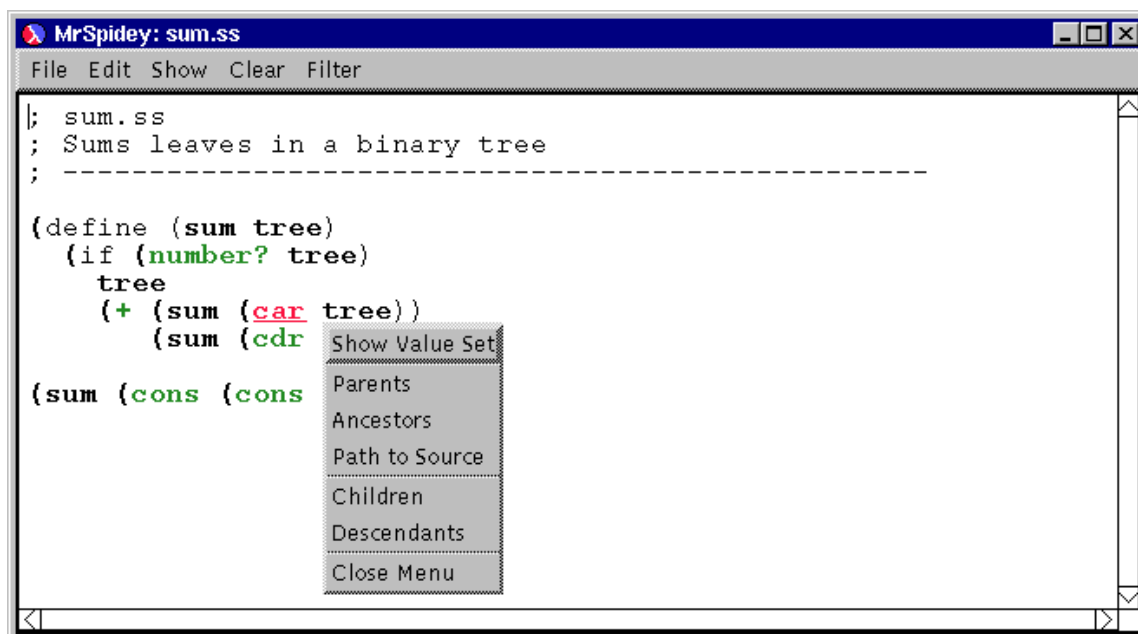 MrSpidey: sum.ss
File Edit Show Clear Filter
; sum.ss
; Sums leaves in a binary tree
; --------------------------------------------------
(define (sum tree)
(if (number? tree)
tree
(+ (sum (car tree))
(sum (cdr
(sum (cons (cons
Show Value Set
Parents
Ancestors
Path to Source
Children
Descendants
Close Menu